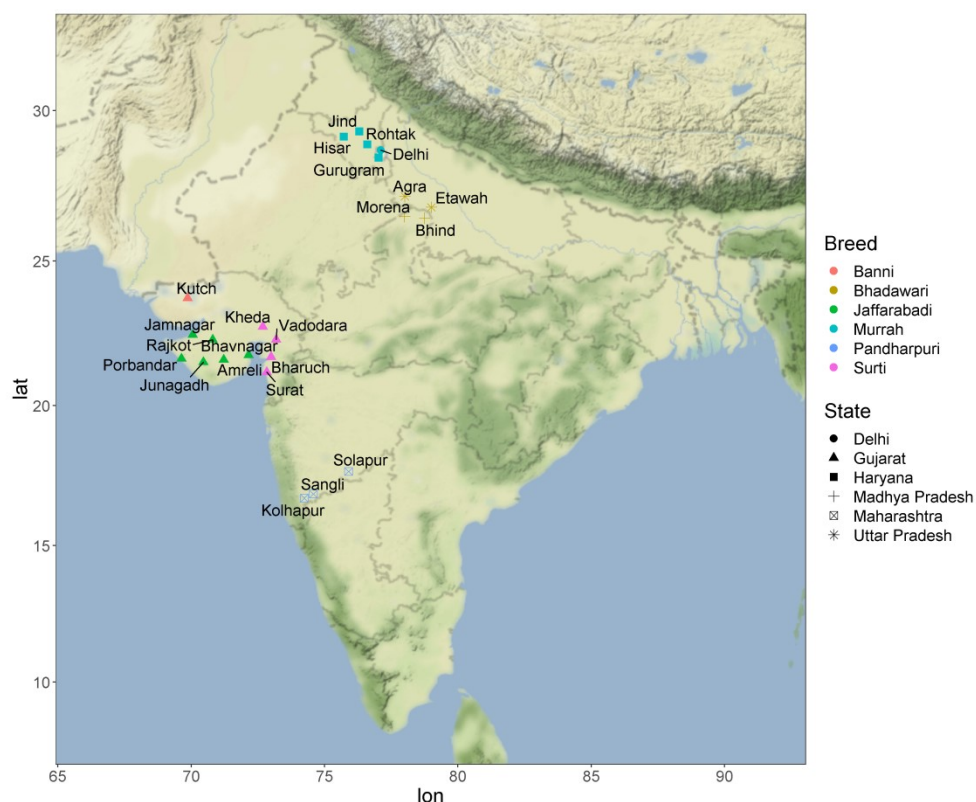 30
25
20
15
10
lat
65
70
75
80
85
90
lon
Jind
Rohtak
Hisar
Delhi
Gurugram
Agra
Etawah
Morena
Bhind
Kutch
Jamnagar
Kheda
Vadodara
Rajkot
Bhavnagar
Porbandar
Amreli
Bharuch
Junagadh
Surat
Solapur
Sangli
Kolhapur
Breed
Banni
Bhadawari
Jaffarabadi
Murrah
Pandharpuri
Surti
State
Delhi
Gujarat
Haryana
Madhya Pradesh
Maharashtra
Uttar Pradesh